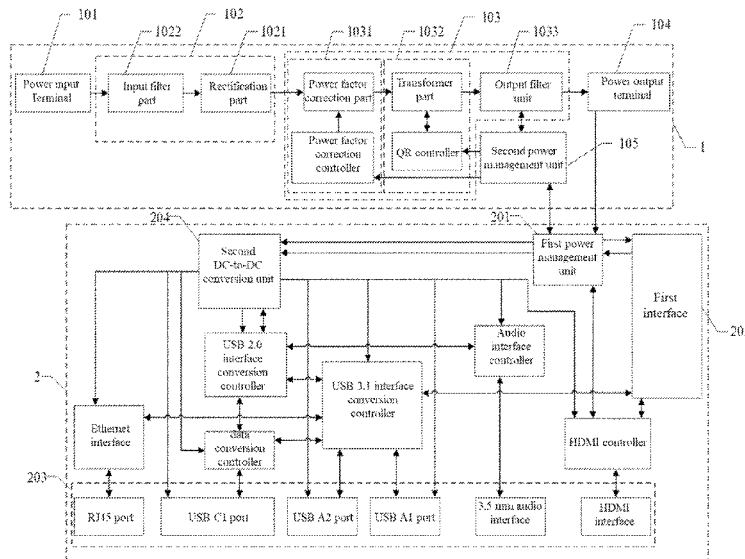 101
1022
102
1021
1031
1032
103
1033
104
Power input
Terminal
Input filter
part
Rectification
part
Power factor
correction part
Transformer
part
Output filter
unit
Power output
terminal
Power factor
correction
controller
QR controller
Second power
management unit
105
1
204
201
Second
DC-to-DC
conversion unit
First power
management
unit
First
interface
20
USB 2.0
interface
conversion
controller
Audio
interface
controller
USB 3.1 interface
conversion
controller
2
Ethernet
interface
data
conversion
controller
HDMI controller
203
RJ45 port
USB C1 port
USB A2 port
USB A1 port
3.5 mm audio
interface
HDMI
interface